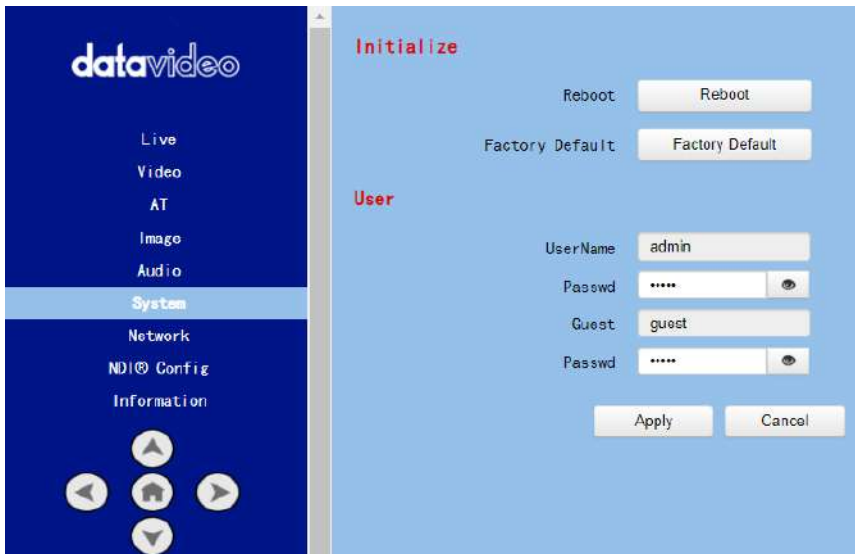 datavideo
Live
Video
AT
Image
Audio
System
Network
NDI® Config
Information
Initialize
Reboot Reboot
Factory Default Factory Default
User
UserName admin
Passwd •••••
Guest guest
Passwd •••••
Apply Cancel